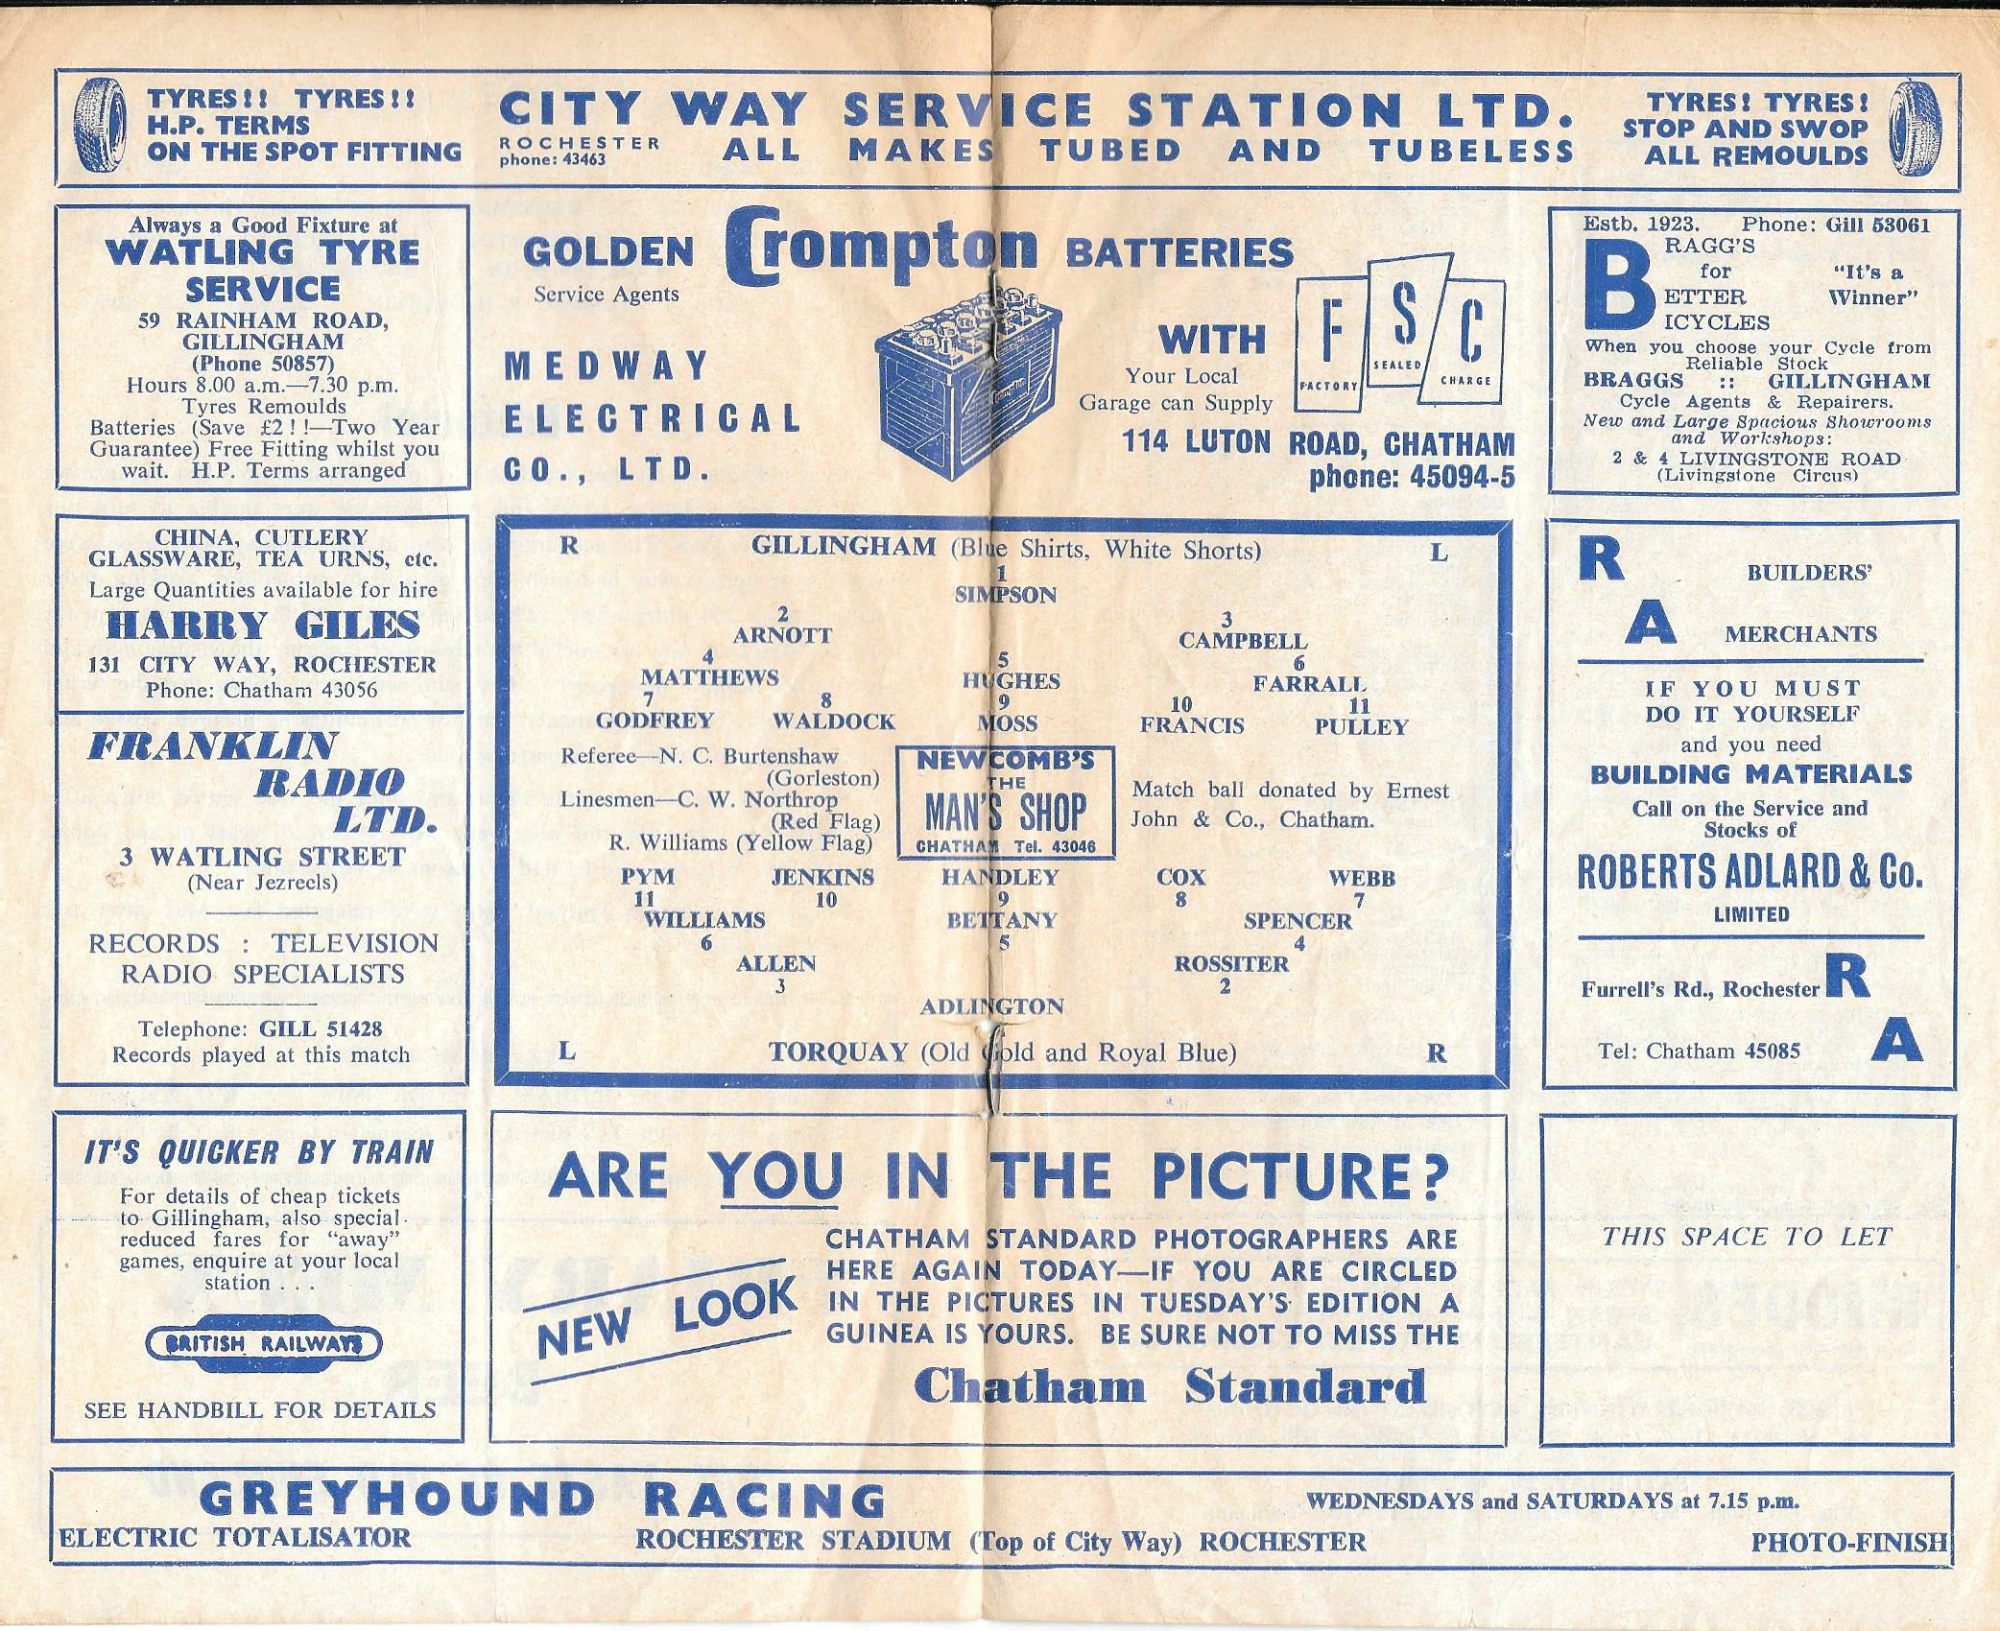 TYRES!! TYRES!!
H.P. TERMS
ON THE SPOT FITTING
CITY WAY SERVICE STATION LTD.
ROCHESTER
phone: 43463
ALL MAKES TUBED AND TUBELESS
TYRES! TYRES!
STOP AND SWOP
ALL REMOULDS
Always a Good Fixture at
WATLING TYRE
SERVICE
59 RAINHAM ROAD,
GILLINGHAM
(Phone 50857)
Hours 8.00 a.m.—7.30 p.m.
Tyres Remoulds
Batteries (Save £2!!—Two Year
Guarantee) Free Fitting whilst you
wait. H.P. Terms arranged
GOLDEN Crompton BATTERIES
Service Agents
MEDWAY
ELECTRICAL
CO., LTD.
Crompton
WITH
Your Local
Garage can Supply
F
FACTORY
S
SEALED
C
CHARGE
114 LUTON ROAD, CHATHAM
phone: 45094-5
Estb. 1923. Phone: Gill 53061
BRAGG'S
for
BETTER
BICYCLES
"It's a
Winner"
When you choose your Cycle from
Reliable Stock
BRAGGS :: GILLINGHAM
Cycle Agents & Repairers.
New and Large Spacious Showrooms
and Workshops:
2 & 4 LIVINGSTONE ROAD
(Livingstone Circus)
CHINA, CUTLERY
GLASSWARE, TEA URNS, etc.
Large Quantities available for hire
HARRY GILES
131 CITY WAY, ROCHESTER
Phone: Chatham 43056
FRANKLIN
RADIO
LTD.
3 WATLING STREET
(Near Jezreels)
RECORDS : TELEVISION
RADIO SPECIALISTS
Telephone: GILL 51428
Records played at this match
R GILLINGHAM (Blue Shirts, White Shorts) L
1
SIMPSON
2 3
ARNOTT CAMPBELL
4 5 6
MATTHEWS HUGHES FARRALL
7 8 9 10 11
GODFREY WALDOCK MOSS FRANCIS PULLEY
Referee—N. C. Burtenshaw
(Gorleston)
Linesmen—C. W. Northrop
(Red Flag)
R. Williams (Yellow Flag)
NEWCOMB'S
THE
MAN'S SHOP
CHATHAM Tel. 43046
Match ball donated by Ernest
John & Co., Chatham.
PYM JENKINS HANDLEY COX WEBB
11 10 9 8 7
WILLIAMS BETTANY SPENCER
6 5 4
ALLEN ROSSITER
3 2
ADLINGTON
L TORQUAY (Old Gold and Royal Blue) R
R BUILDERS'
A MERCHANTS
IF YOU MUST
DO IT YOURSELF
and you need
BUILDING MATERIALS
Call on the Service and
Stocks of
ROBERTS ADLARD & Co.
LIMITED
Furrell's Rd., Rochester R
Tel: Chatham 45085 A
IT'S QUICKER BY TRAIN
For details of cheap tickets
to Gillingham, also special
reduced fares for "away"
games, enquire at your local
station . . .
BRITISH RAILWAYS
SEE HANDBILL FOR DETAILS
ARE YOU IN THE PICTURE?
NEW LOOK
CHATHAM STANDARD PHOTOGRAPHERS ARE
HERE AGAIN TODAY—IF YOU ARE CIRCLED
IN THE PICTURES IN TUESDAY'S EDITION A
GUINEA IS YOURS. BE SURE NOT TO MISS THE
Chatham Standard
THIS SPACE TO LET
GREYHOUND RACING WEDNESDAYS and SATURDAYS at 7.15 p.m.
ELECTRIC TOTALISATOR ROCHESTER STADIUM (Top of City Way) ROCHESTER PHOTO-FINISH